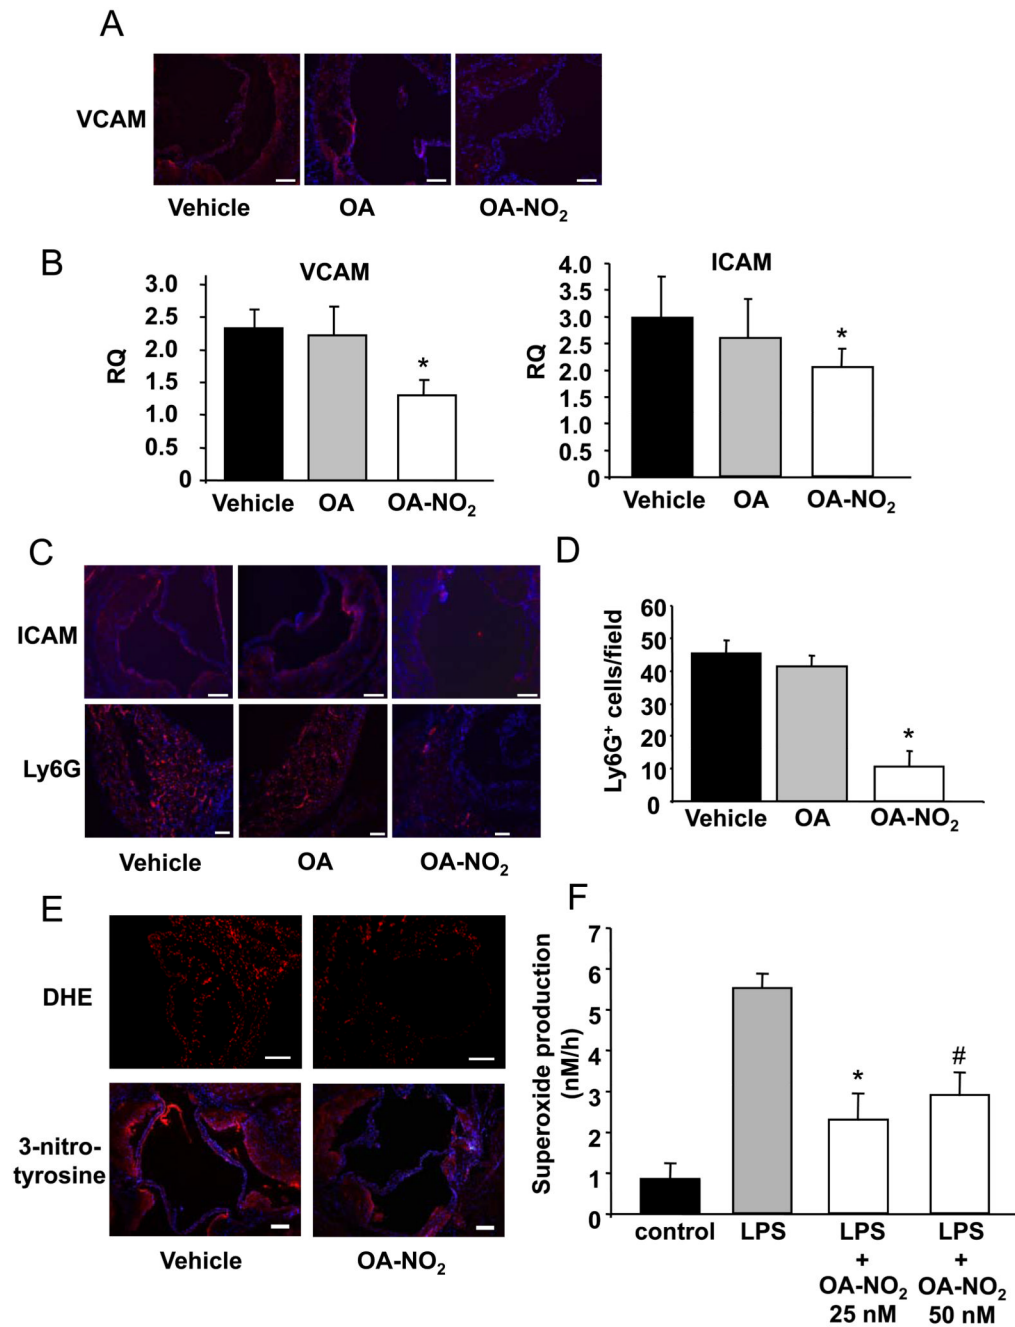 A
VCAM
Vehicle OA OA-NO₂
B
VCAM
3.0
2.5
2.0
1.5
1.0
0.5
0
RQ
*
Vehicle OA OA-NO₂
ICAM
4.0
3.5
3.0
2.5
2.0
1.5
1.0
0.5
0
RQ
*
Vehicle OA OA-NO₂
C
ICAM
Ly6G
Vehicle OA OA-NO₂
D
60
50
40
30
20
10
0
Ly6G⁺ cells/field
*
Vehicle OA OA-NO₂
E
DHE
3-nitro-
tyrosine
Vehicle OA-NO₂
F
7
6
5
4
3
2
1
0
Superoxide production
(nM/h)
*
#
control LPS LPS LPS
+ +
OA-NO₂ OA-NO₂
25 nM 50 nM